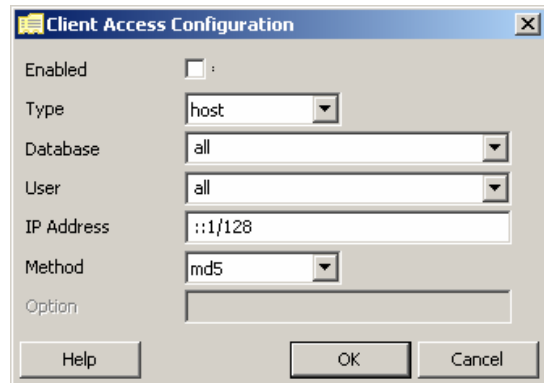 Client Access Configuration
Enabled
Type host
Database all
User all
IP Address ::1/128
Method md5
Option
Help OK Cancel